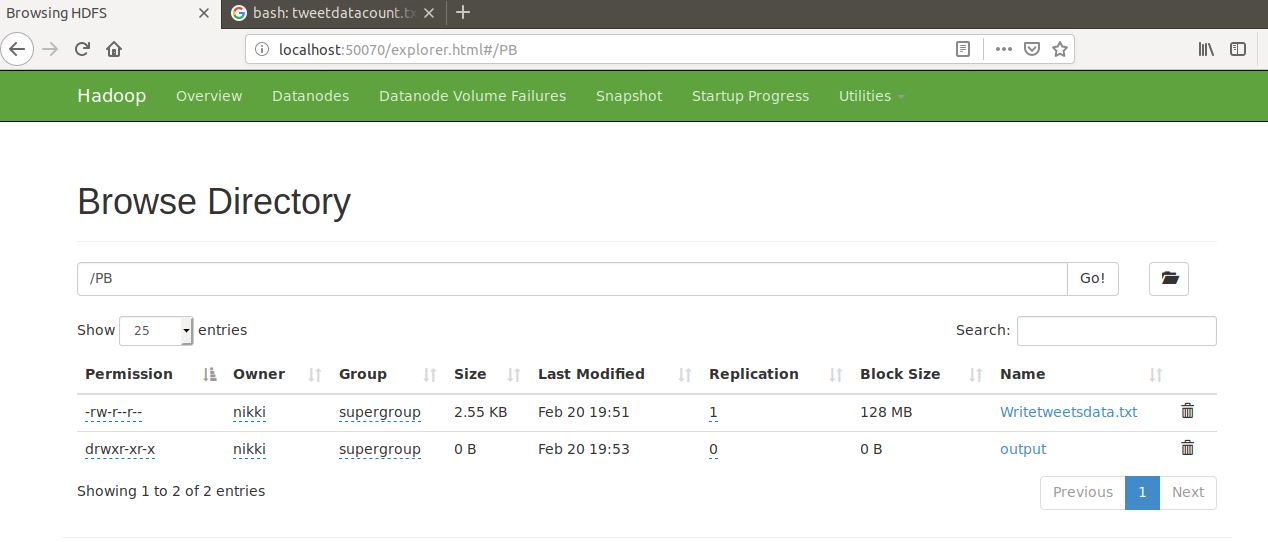 Browsing HDFS
bash: tweetdatacount.tx
localhost:50070/explorer.html#/PB
Hadoop Overview Datanodes Datanode Volume Failures Snapshot Startup Progress Utilities
Browse Directory
/PB Go!
Show 25 entries Search:
Permission Owner Group Size Last Modified Replication Block Size Name
-rw-r--r-- nikki supergroup 2.55 KB Feb 20 19:51 1 128 MB Writetweetsdata.txt
drwxr-xr-x nikki supergroup 0 B Feb 20 19:53 0 0 B output
Showing 1 to 2 of 2 entries Previous 1 Next